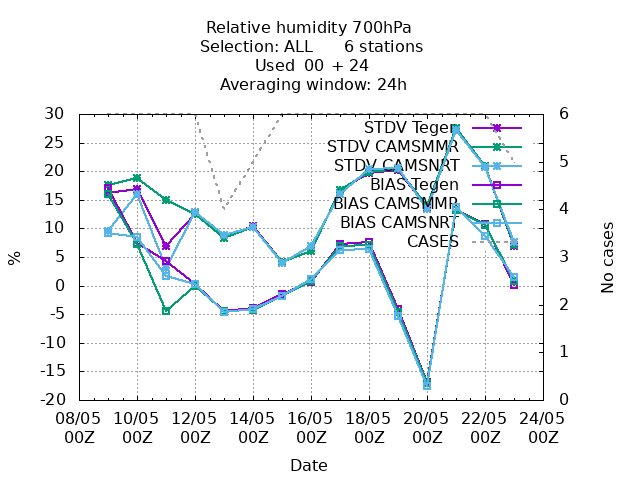 Relative humidity 700hPa
Selection: ALL 6 stations
Used 00 + 24
Averaging window: 24h
30 6
STDV Tegen
25
STDV CAMSMMR
5
STDV CAMSNRT
20
BIAS Tegen
15 4
BIAS CAMSMMR
BIAS CAMSNRT
10
CASES
5 3
%
No cases
0
-5 2
-10
1
-15
-20 0
08/05 10/05 12/05 14/05 16/05 18/05 20/05 22/05 24/05
00Z 00Z 00Z 00Z 00Z 00Z 00Z 00Z 00Z
Date